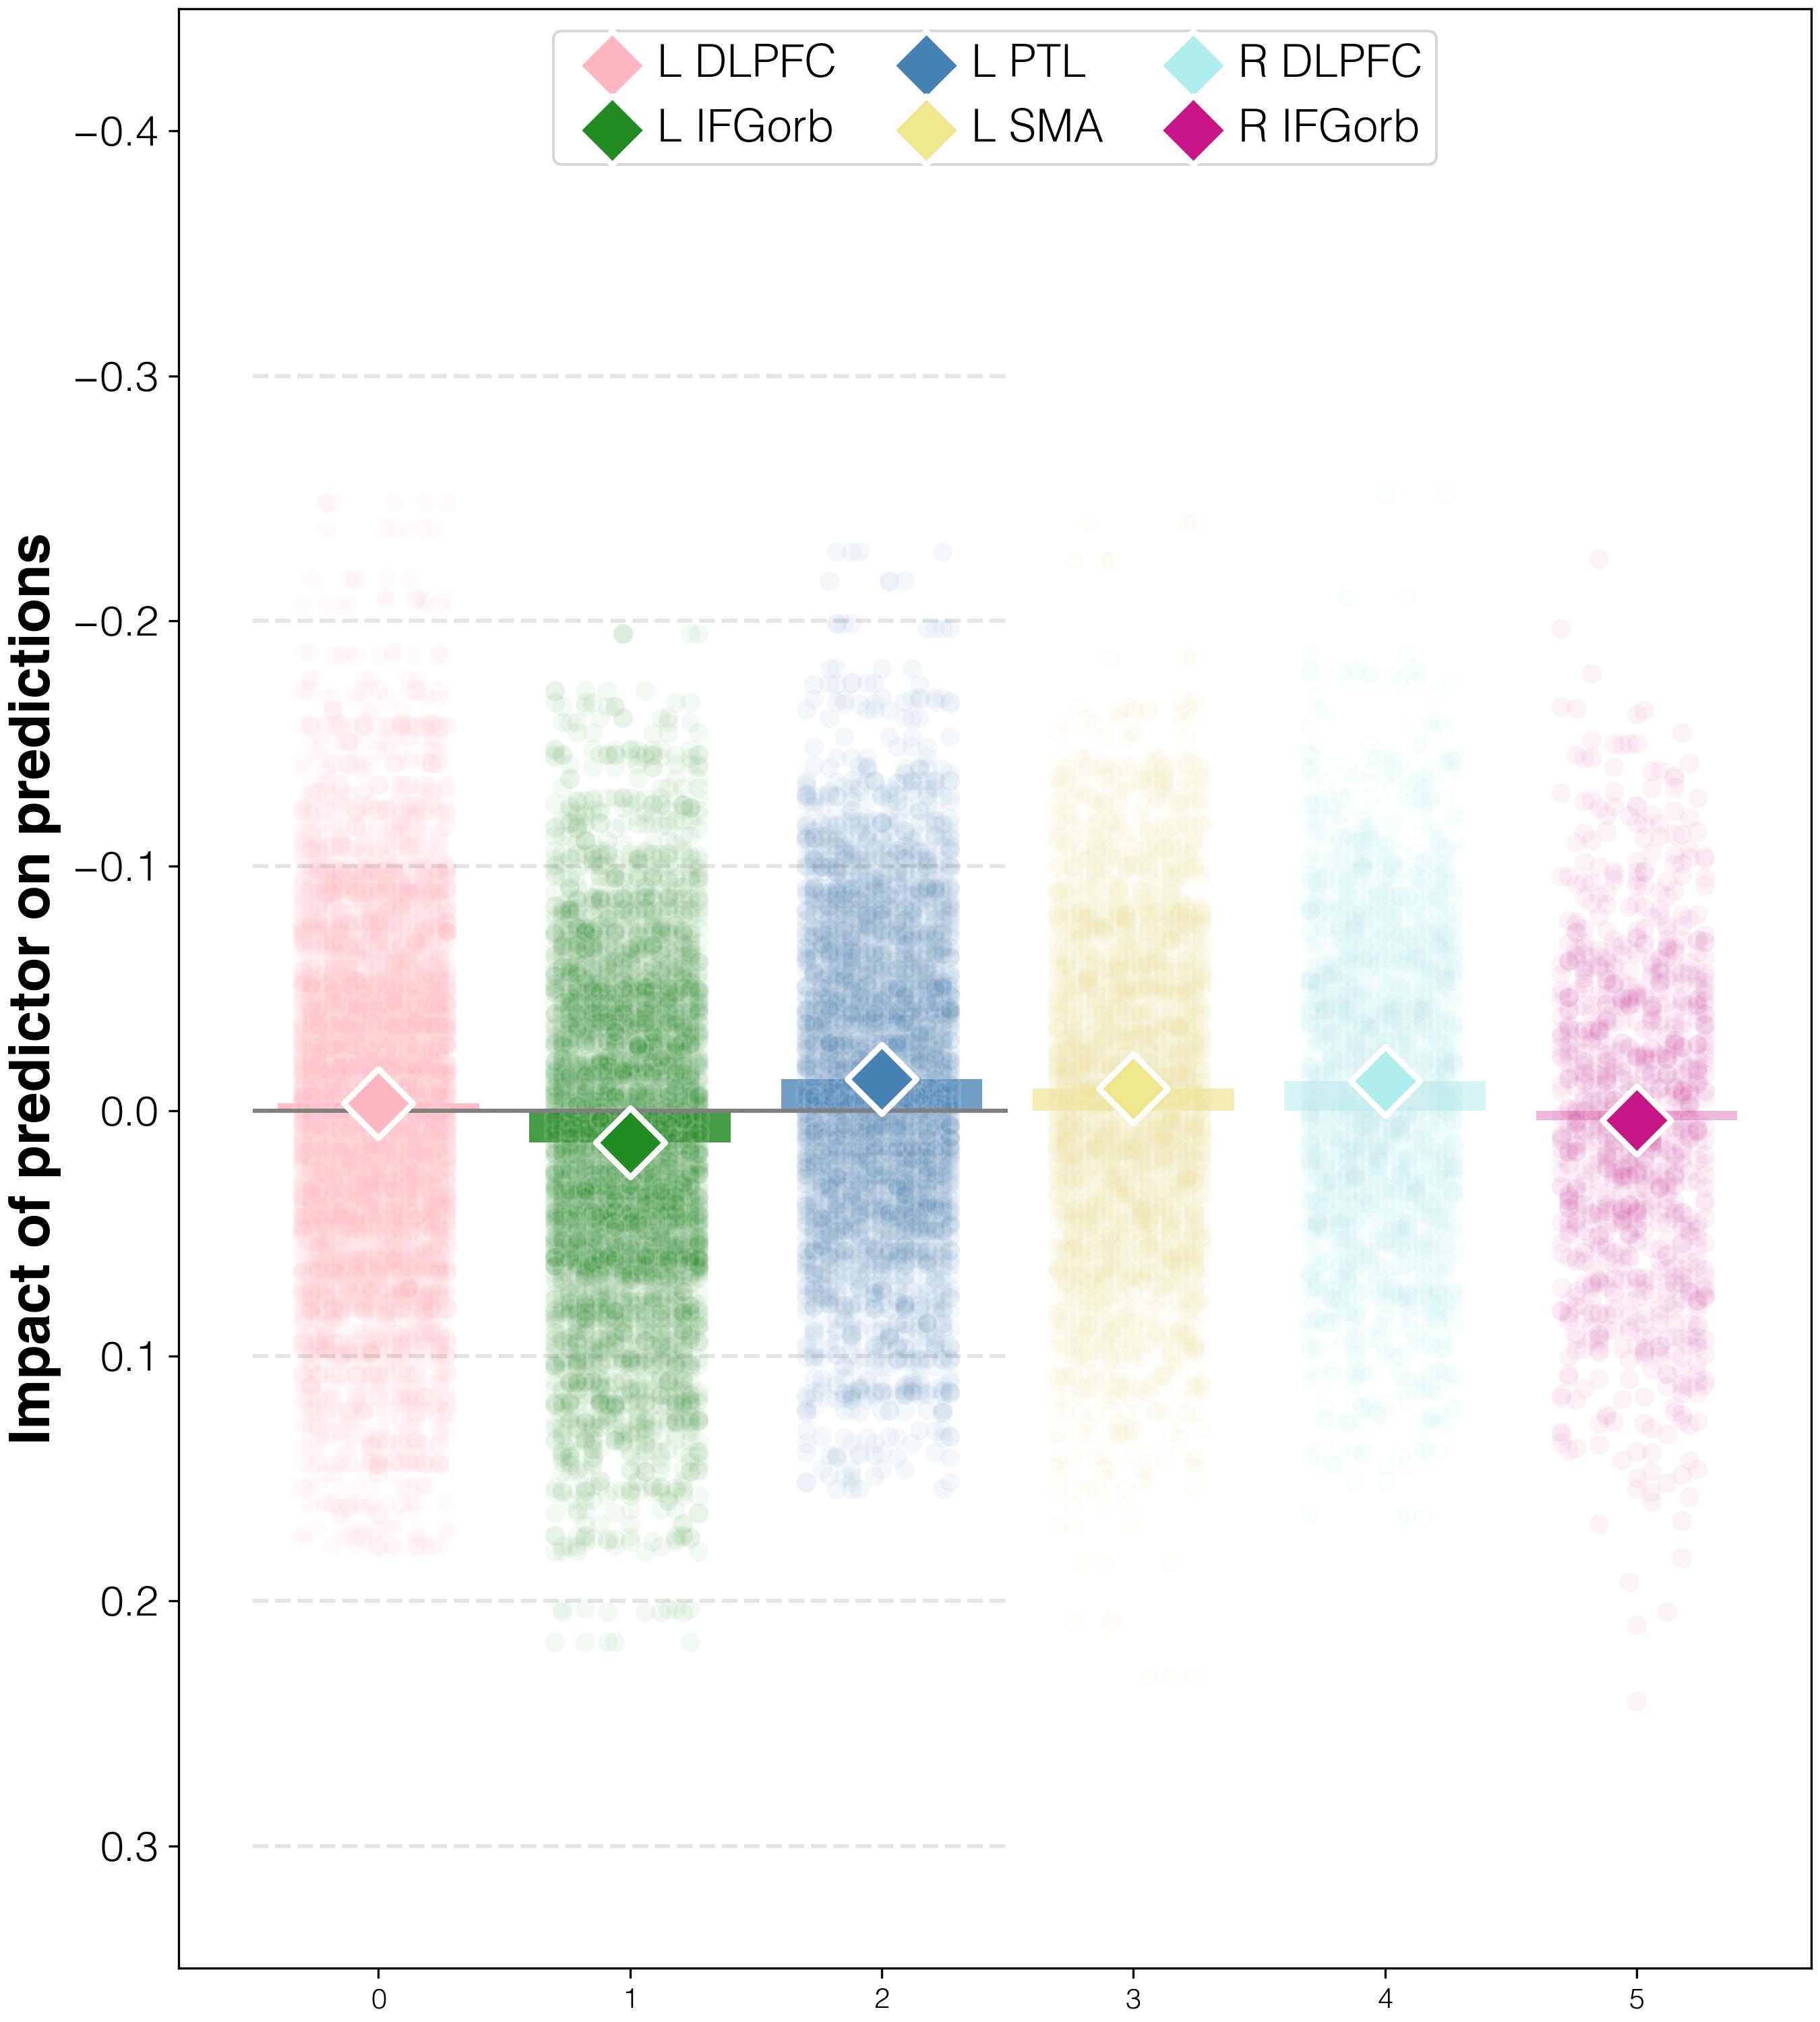 L DLPFC L PTL R DLPFC
L IFGorb L SMA R IFGorb
Impact of predictor on predictions
−0.4
−0.3
−0.2
−0.1
0.0
0.1
0.2
0.3
0 1 2 3 4 5